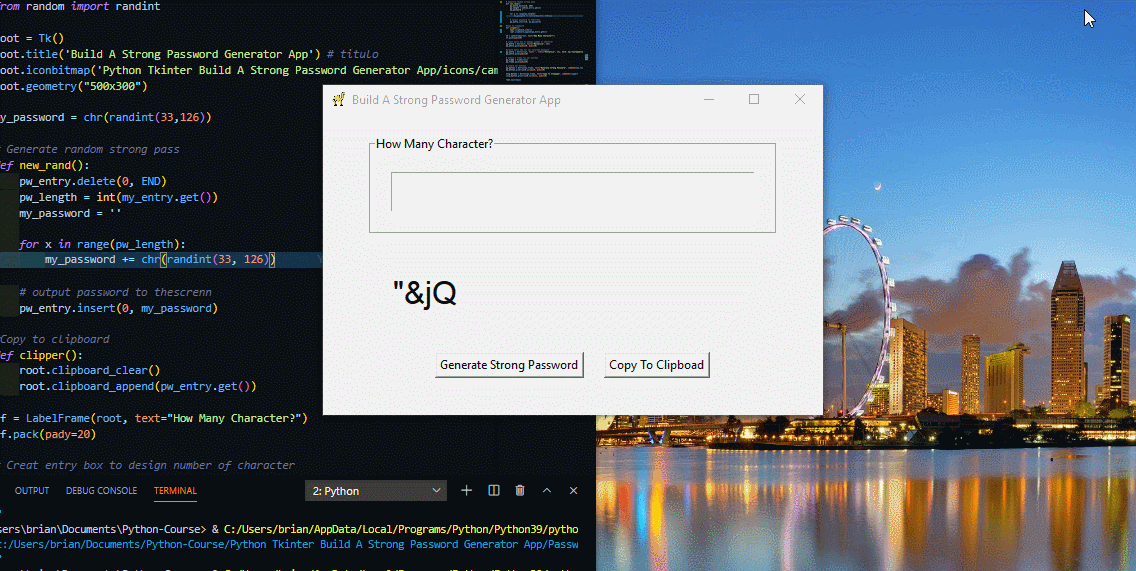 rom random import randint
oot = Tk()
oot.title('Build A Strong Password Generator App') # titulo
oot.iconbitmap('Python Tkinter Build A Strong Password Generator App/icons/cam
oot.geometry("500x300")
y_password = chr(randint(33,126))
Generate random strong pass
ef new_rand():
pw_entry.delete(0, END)
pw_length = int(my_entry.get())
my_password = ''
for x in range(pw_length):
my_password += chr(randint(33, 126))
# output password to thescrenn
pw_entry.insert(0, my_password)
Copy to clipboard
ef clipper():
root.clipboard_clear()
root.clipboard_append(pw_entry.get())
f = LabelFrame(root, text="How Many Character?")
f.pack(pady=20)
Creat entry box to design number of character
OUTPUT DEBUG CONSOLE TERMINAL 2: Python
sers\brian\Documents\Python-Course> & C:/Users/brian/AppData/Local/Programs/Python/Python39/pytho
:/Users/brian/Documents/Python-Course/Python Tkinter Build A Strong Password Generator App/Passw
Build A Strong Password Generator App
How Many Character?
"&jQ
Generate Strong Password Copy To Clipboad